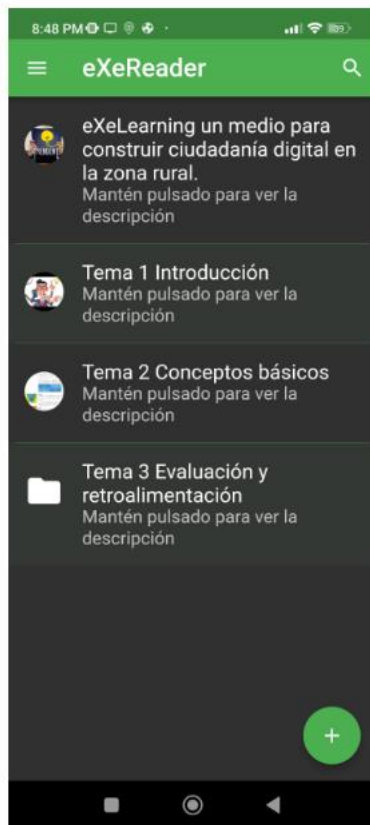 8:48 PM
eXeReader
eXeLearning un medio para
construir ciudadanía digital en
la zona rural.
Mantén pulsado para ver la
descripción
Tema 1 Introducción
Mantén pulsado para ver la
descripción
Tema 2 Conceptos básicos
Mantén pulsado para ver la
descripción
Tema 3 Evaluación y
retroalimentación
Mantén pulsado para ver la
descripción
+